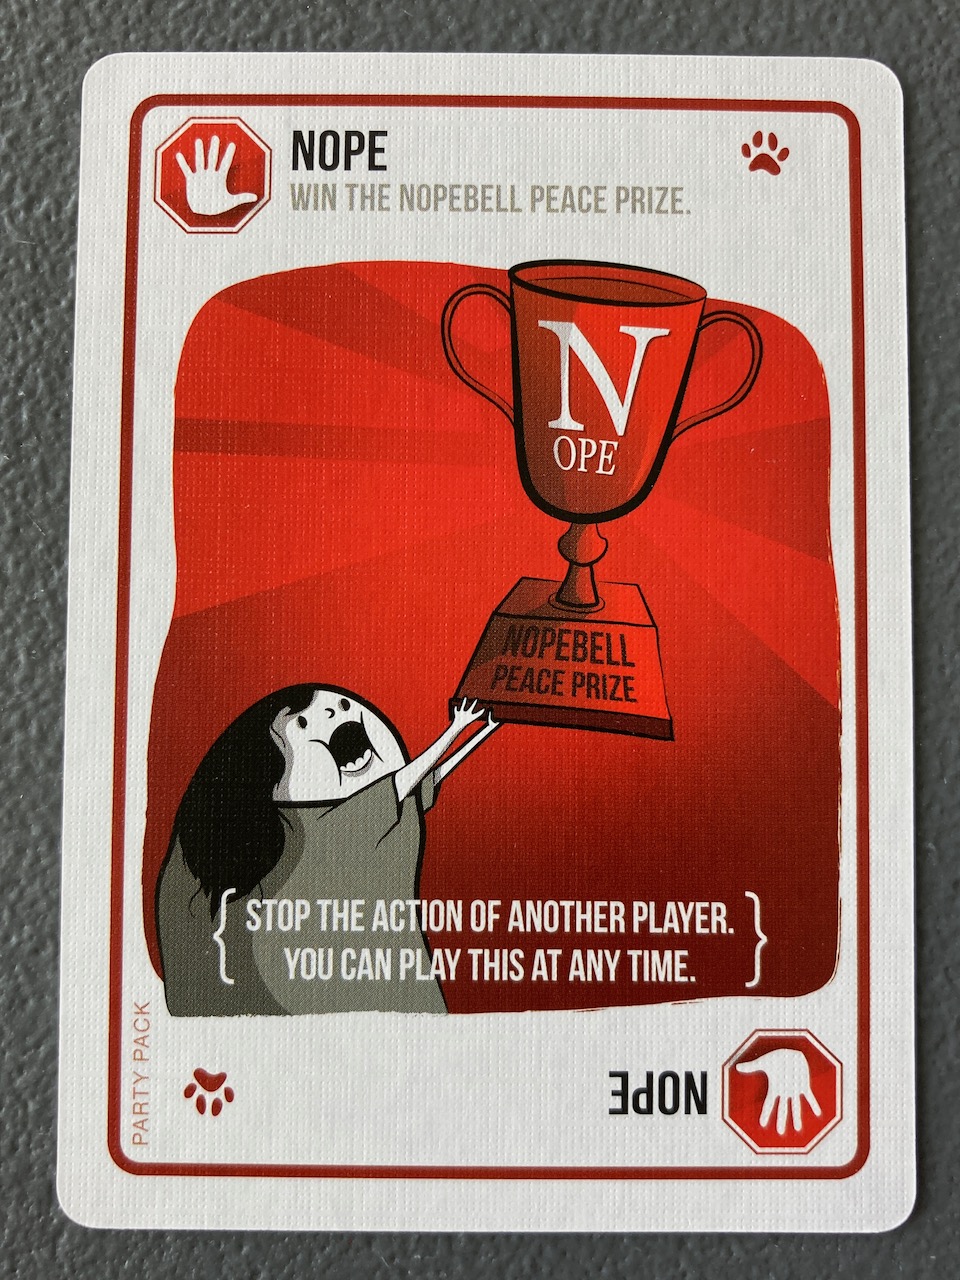 NOPE
WIN THE NOPEBELL PEACE PRIZE.
N
OPE
NOPEBELL
PEACE PRIZE
STOP THE ACTION OF ANOTHER PLAYER.
YOU CAN PLAY THIS AT ANY TIME.
PARTY PACK
NOPE